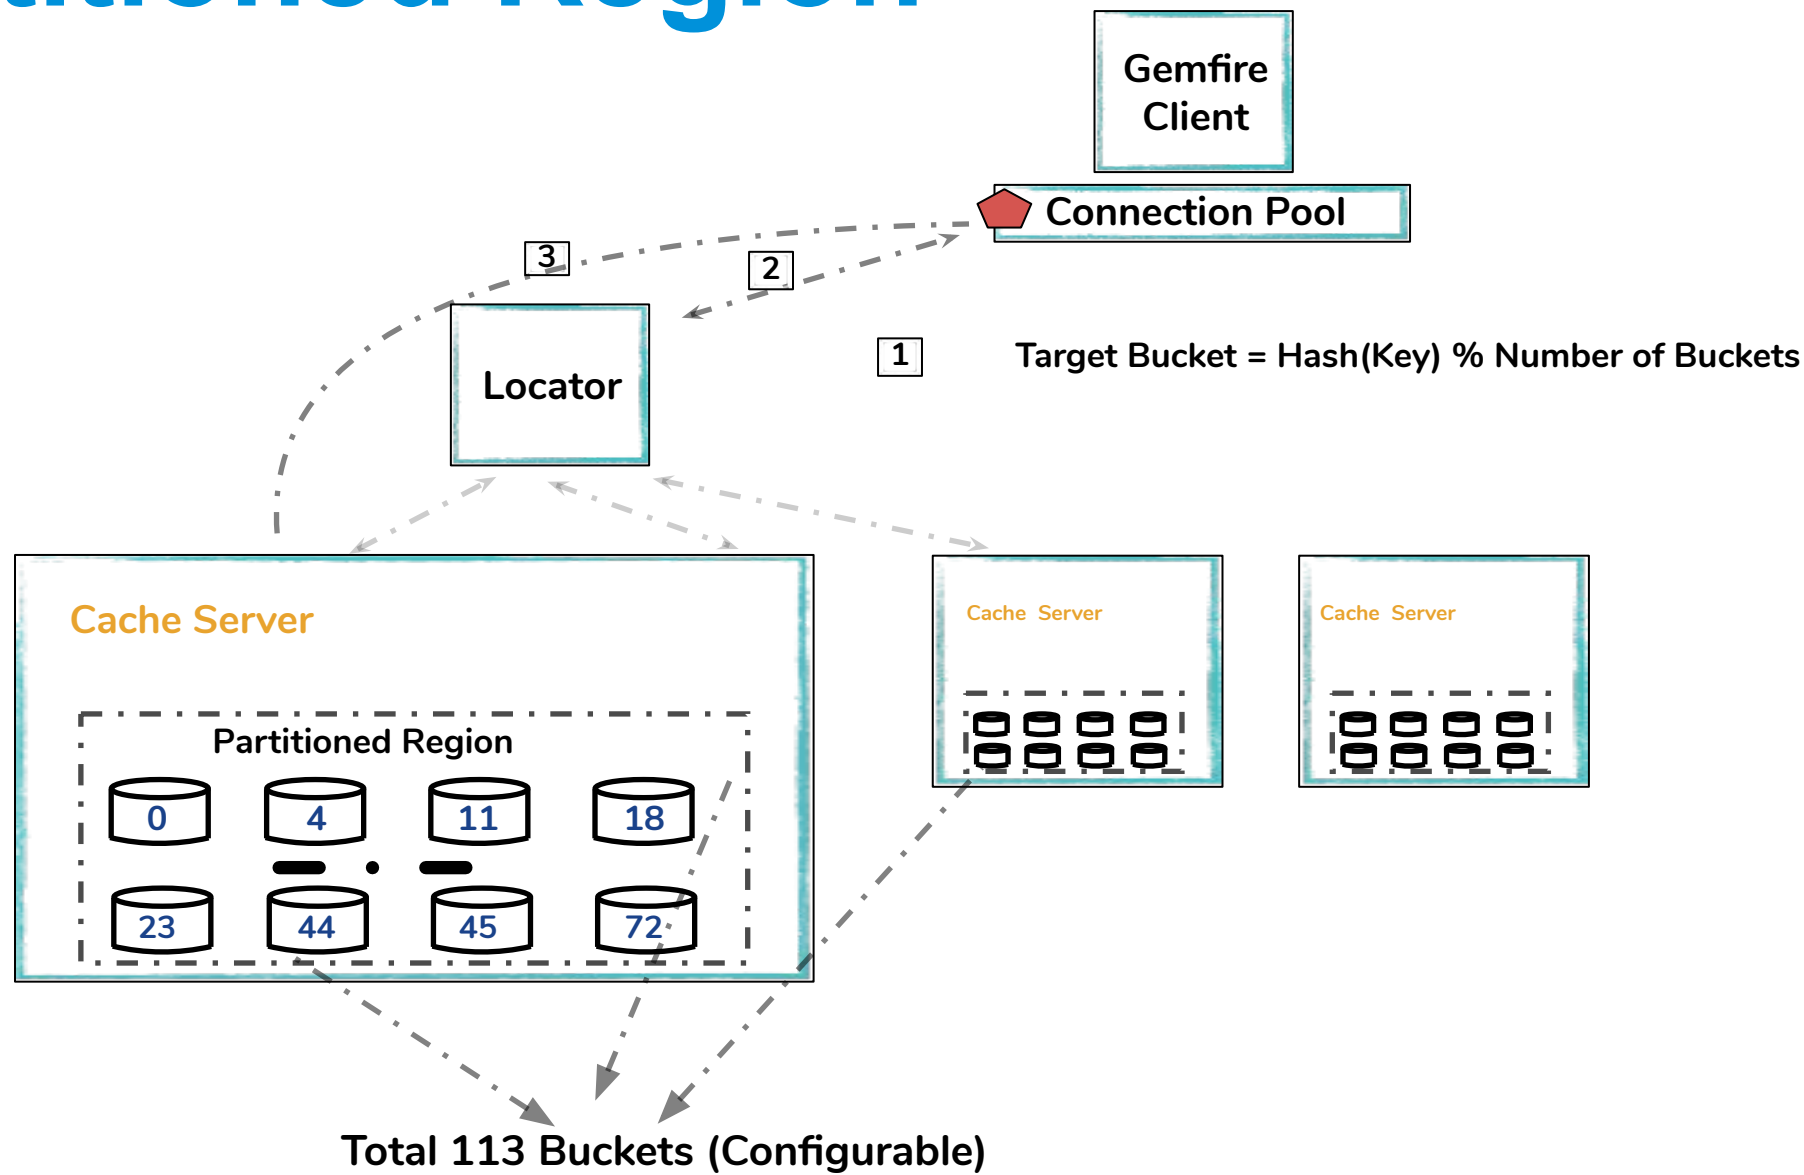 Region
Gemfire
Client
Connection Pool
3
2
1
Target Bucket = Hash(Key) % Number of Buckets
Locator
Cache Server
Cache Server
Cache Server
Partitioned Region
0
4
11
18
23
44
45
72
Total 113 Buckets (Configurable)